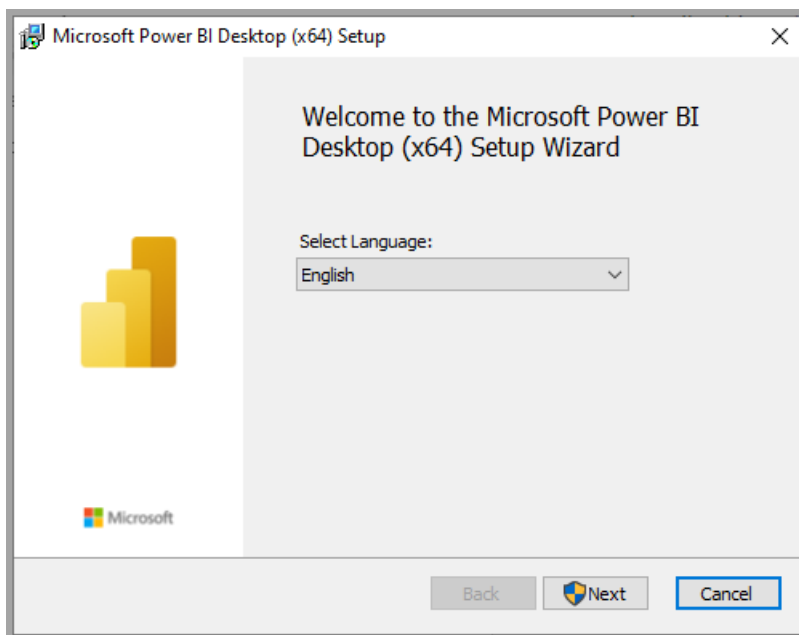 Microsoft Power BI Desktop (x64) Setup
Welcome to the Microsoft Power BI
Desktop (x64) Setup Wizard
Select Language:
English
Microsoft
Back
Next
Cancel